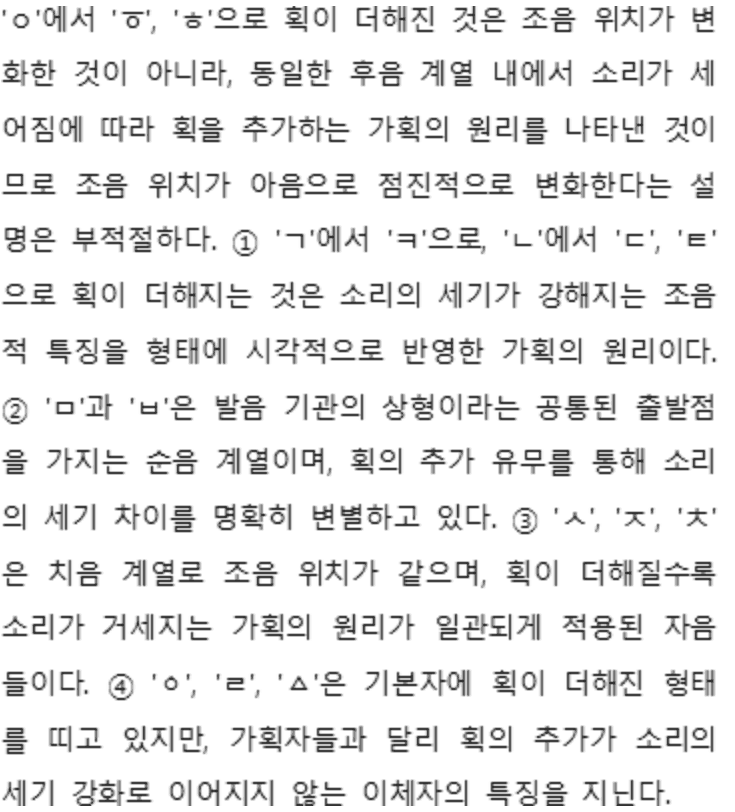 'ㅇ'에서 'ㆆ', 'ㅎ'으로 획이 더해진 것은 조음 위치가 변
화한 것이 아니라, 동일한 후음 계열 내에서 소리가 세
어짐에 따라 획을 추가하는 가획의 원리를 나타낸 것이
므로 조음 위치가 아음으로 점진적으로 변화한다는 설
명은 부적절하다. ① 'ㄱ'에서 'ㅋ'으로, 'ㄴ'에서 'ㄷ', 'ㅌ'
으로 획이 더해지는 것은 소리의 세기가 강해지는 조음
적 특징을 형태에 시각적으로 반영한 가획의 원리이다.
② 'ㅁ'과 'ㅂ'은 발음 기관의 상형이라는 공통된 출발점
을 가지는 순음 계열이며, 획의 추가 유무를 통해 소리
의 세기 차이를 명확히 변별하고 있다. ③ 'ㅅ', 'ㅈ', 'ㅊ'
은 치음 계열로 조음 위치가 같으며, 획이 더해질수록
소리가 거세지는 가획의 원리가 일관되게 적용된 자음
들이다. ④ 'ㆁ', 'ㄹ', 'ㅿ'은 기본자에 획이 더해진 형태
를 띠고 있지만, 가획자들과 달리 획의 추가가 소리의
세기 강화로 이어지지 않는 이체자의 특징을 지닌다.